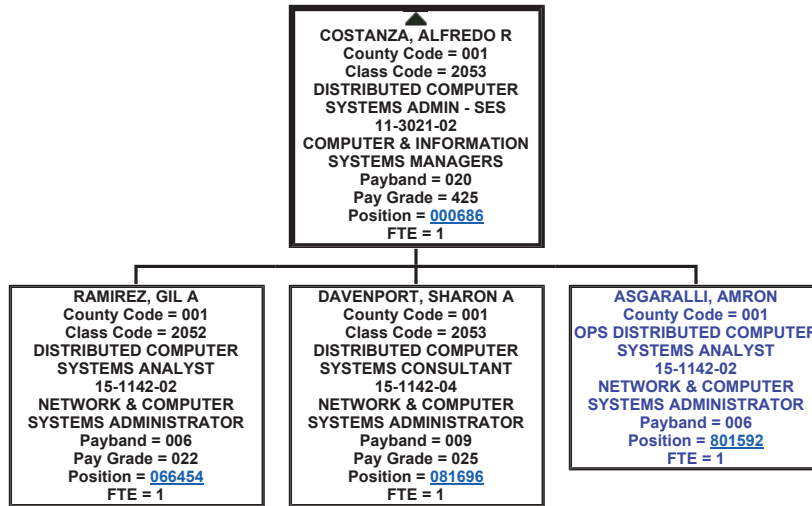 COSTANZA, ALFREDO R
County Code = 001
Class Code = 2053
DISTRIBUTED COMPUTER
SYSTEMS ADMIN - SES
11-3021-02
COMPUTER & INFORMATION
SYSTEMS MANAGERS
Payband = 020
Pay Grade = 425
Position = 000686
FTE = 1
RAMIREZ, GIL A
County Code = 001
Class Code = 2052
DISTRIBUTED COMPUTER
SYSTEMS ANALYST
15-1142-02
NETWORK & COMPUTER
SYSTEMS ADMINISTRATOR
Payband = 006
Pay Grade = 022
Position = 066454
FTE = 1
DAVENPORT, SHARON A
County Code = 001
Class Code = 2053
DISTRIBUTED COMPUTER
SYSTEMS CONSULTANT
15-1142-04
NETWORK & COMPUTER
SYSTEMS ADMINISTRATOR
Payband = 009
Pay Grade = 025
Position = 081696
FTE = 1
ASGARALLI, AMRON
County Code = 001
OPS DISTRIBUTED COMPUTER
SYSTEMS ANALYST
15-1142-02
NETWORK & COMPUTER
SYSTEMS ADMINISTRATOR
Payband = 006
Position = 801592
FTE = 1